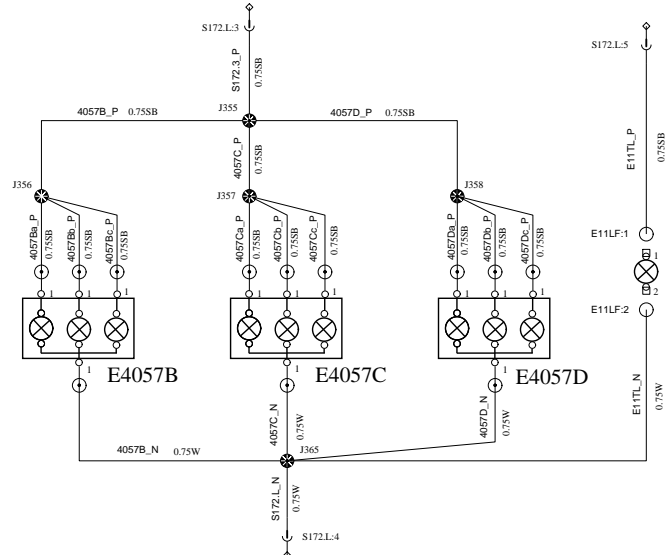 S172.L:3
S172.L:5
S172.3_P
0.75SB
J355
4057B_P 0.75SB
4057D_P 0.75SB
4057C_P
0.75SB
E11TL_P
0.75SB
J356
J357
J358
4057Ba_P
0.75SB
4057Bb_P
0.75SB
4057Bc_P
0.75SB
4057Ca_P
0.75SB
4057Cb_P
0.75SB
4057Cc_P
0.75SB
4057Da_P
0.75SB
4057Db_P
0.75SB
4057Dc_P
0.75SB
E11LF:1
1
2
E11LF:2
1 1 1
1 1 1
1 1 1
1
E4057B
1
E4057C
1
E4057D
4057B_N 0.75W
4057C_N
0.75W
4057D_N
0.75W
E11TL_N
0.75W
J365
S172.L_N
0.75W
S172.L:4